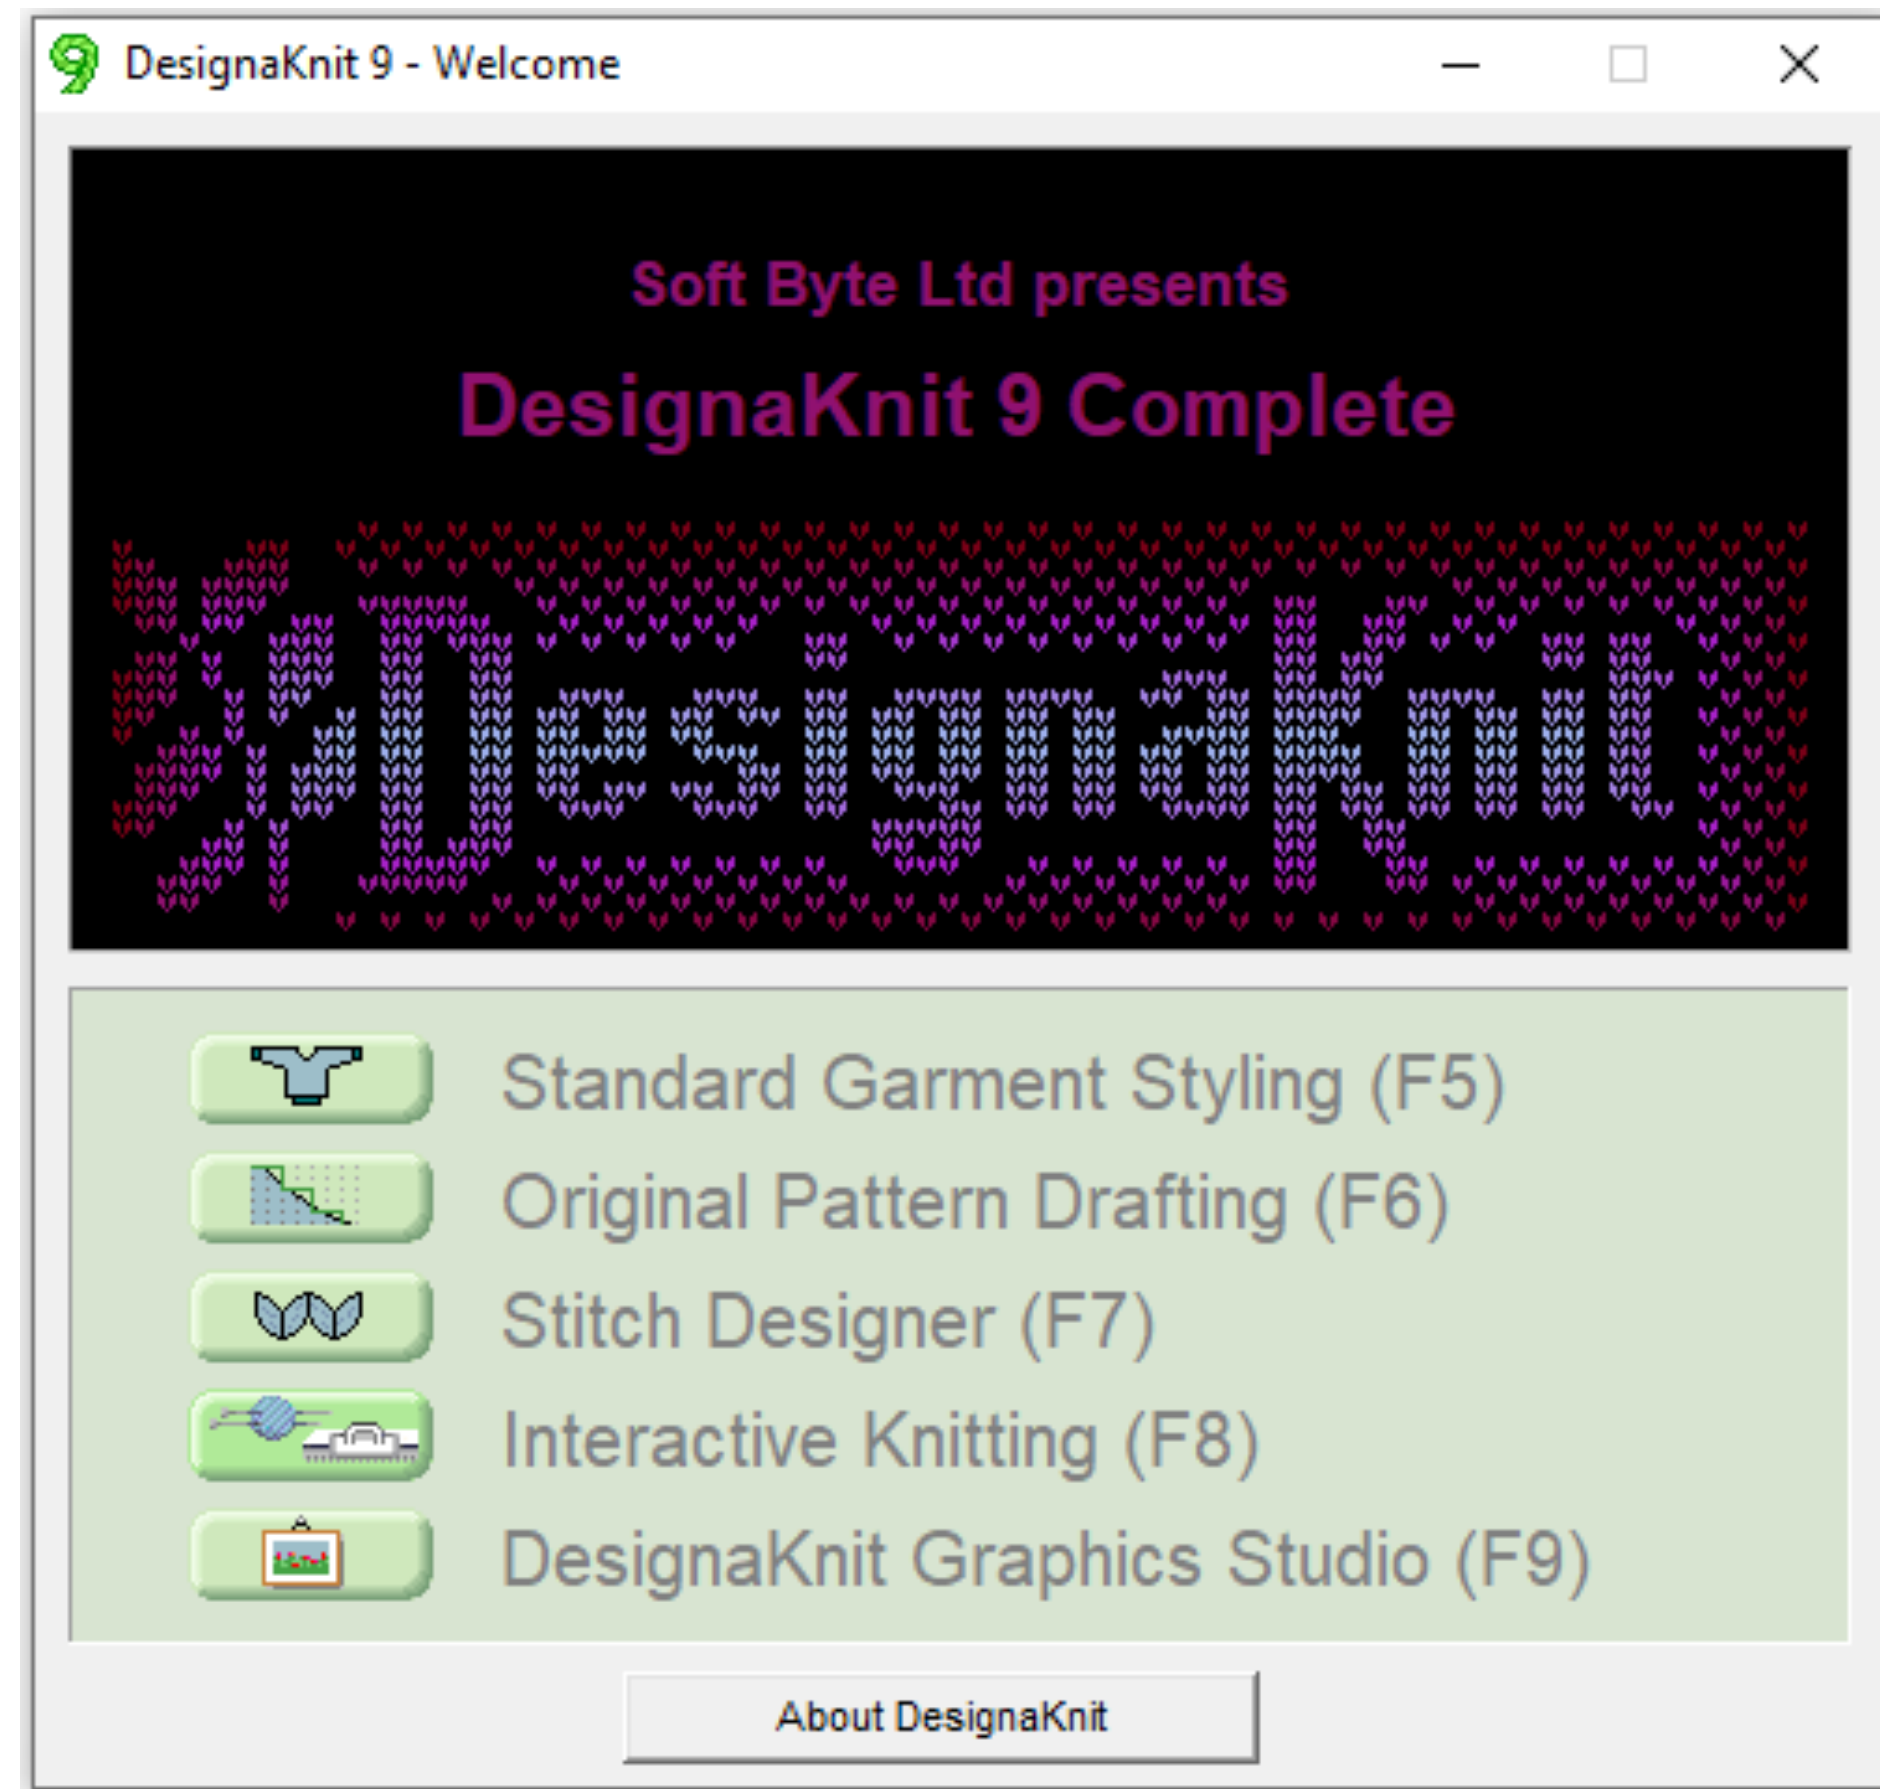 DesignaKnit 9 - Welcome
Soft Byte Ltd presents
DesignaKnit 9 Complete
DesignaKnit
Standard Garment Styling (F5)
Original Pattern Drafting (F6)
Stitch Designer (F7)
Interactive Knitting (F8)
DesignaKnit Graphics Studio (F9)
About DesignaKnit